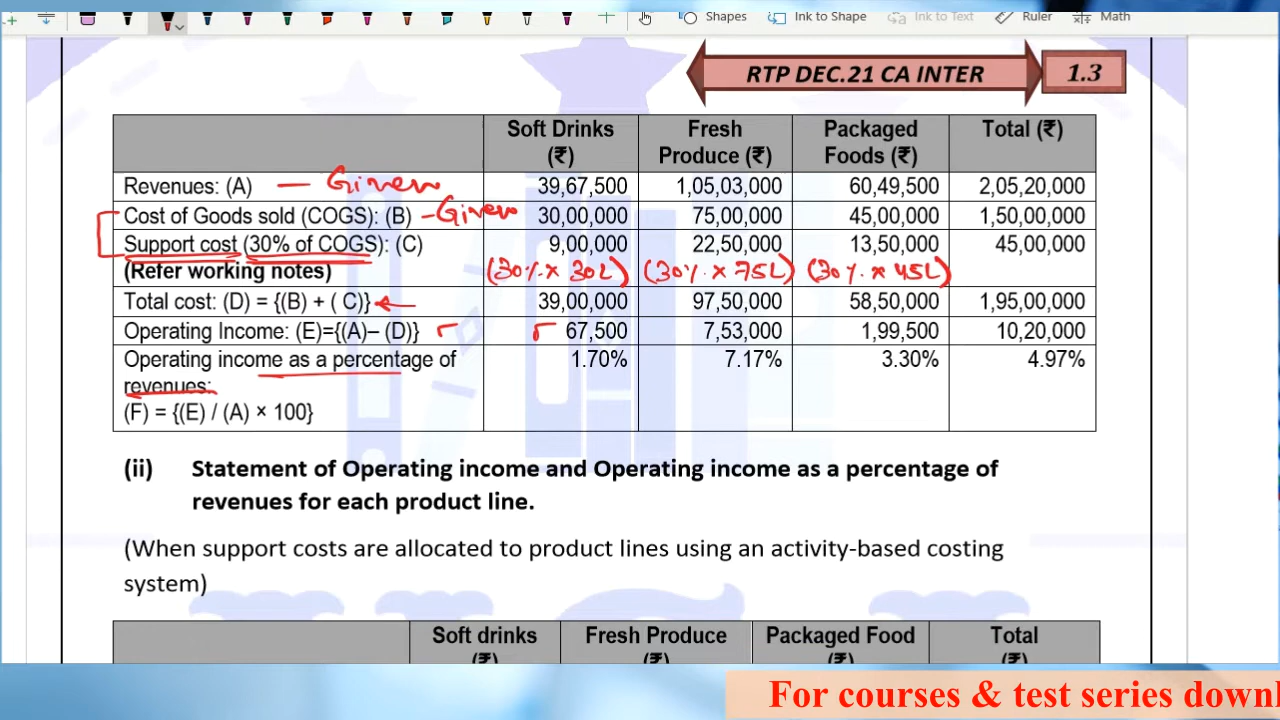 Shapes Ink to Shape Ink to Text Ruler Math
RTP DEC.21 CA INTER 1.3
Soft Drinks (₹) Fresh Produce (₹) Packaged Foods (₹) Total (₹)
Revenues: (A) — Given 39,67,500 1,05,03,000 60,49,500 2,05,20,000
Cost of Goods sold (COGS): (B) – Given 30,00,000 75,00,000 45,00,000 1,50,00,000
Support cost (30% of COGS): (C) 9,00,000 22,50,000 13,50,000 45,00,000
(Refer working notes) (30% × 30L) (30% × 75L) (30% × 45L)
Total cost: (D) = {(B) + ( C)} 39,00,000 97,50,000 58,50,000 1,95,00,000
Operating Income: (E)={(A)– (D)} 67,500 7,53,000 1,99,500 10,20,000
Operating income as a percentage of 1.70% 7.17% 3.30% 4.97%
revenues:
(F) = {(E) / (A) × 100}
(ii) Statement of Operating income and Operating income as a percentage of
revenues for each product line.
(When support costs are allocated to product lines using an activity-based costing
system)
Soft drinks Fresh Produce Packaged Food Total
(₹) (₹) (₹) (₹)
For courses & test series downl